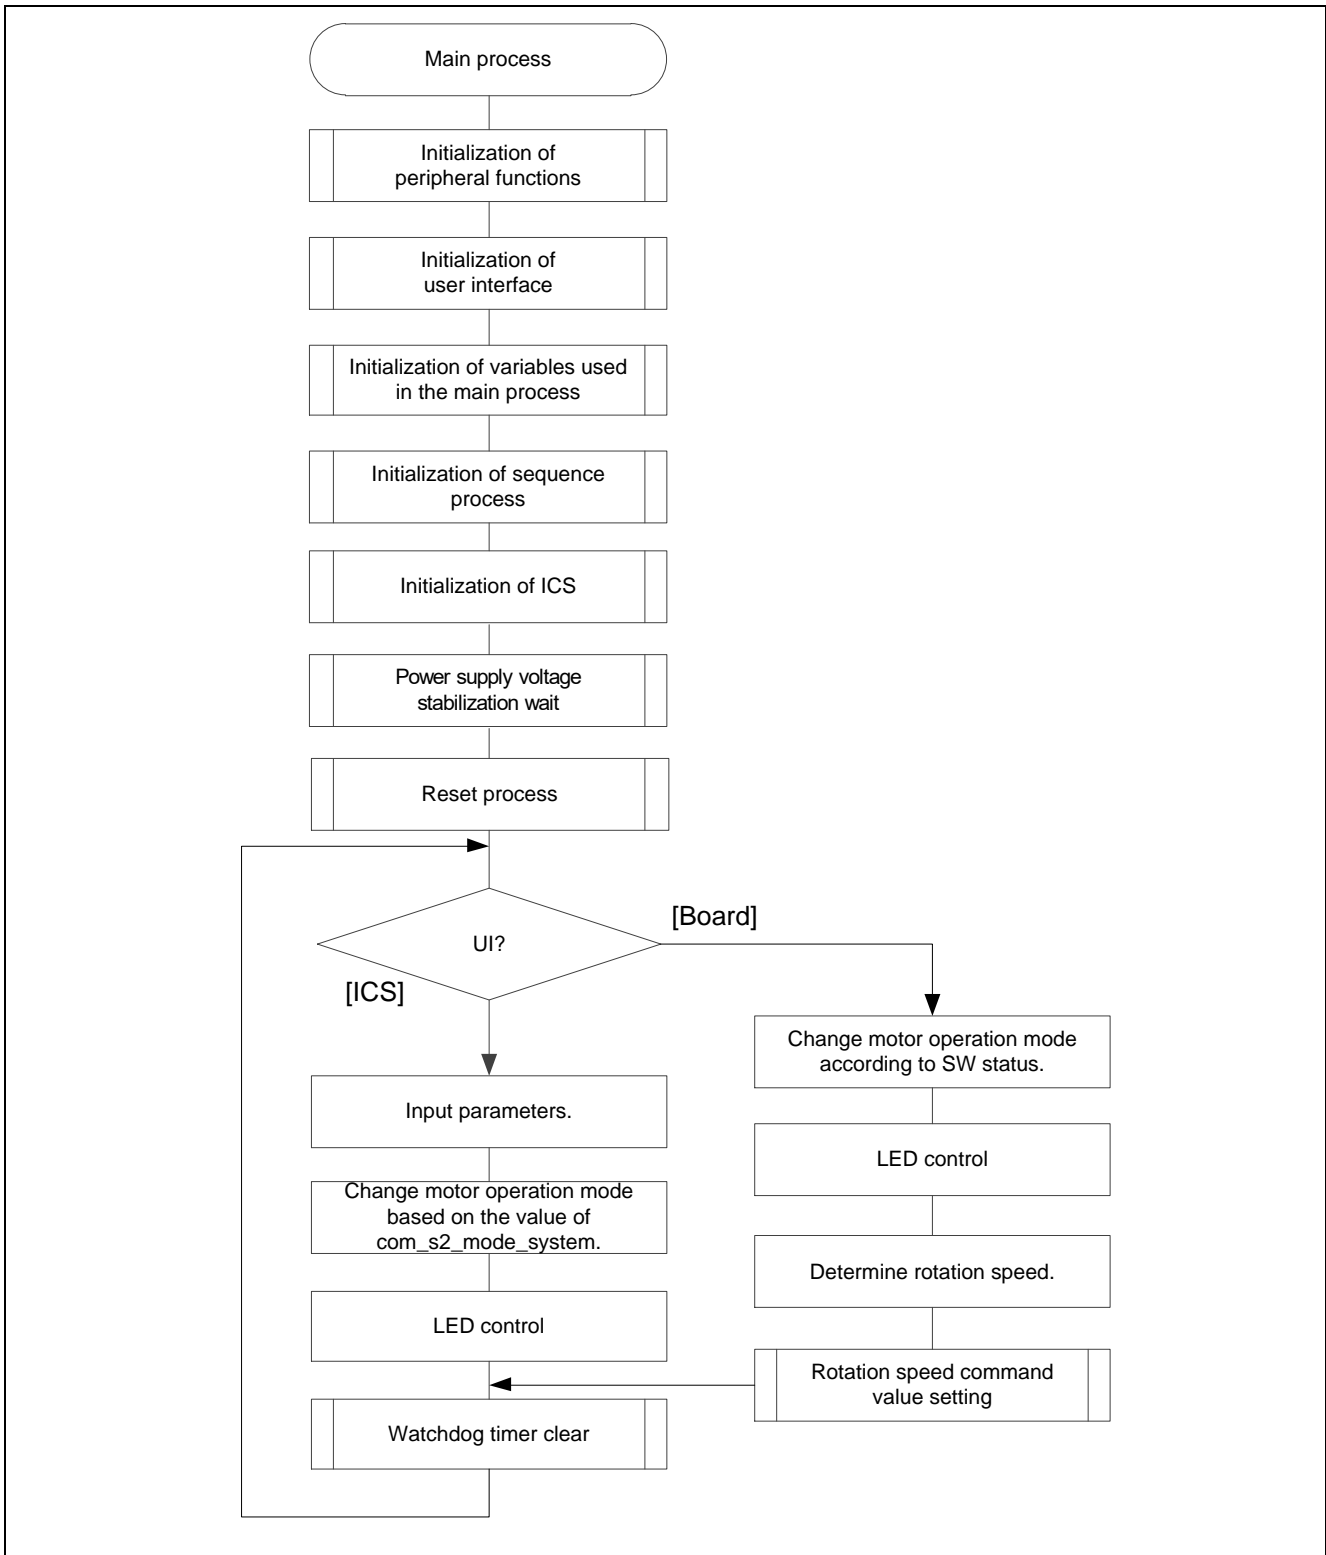 Main process
Initialization of
peripheral functions
Initialization of
user interface
Initialization of variables used
in the main process
Initialization of sequence
process
Initialization of ICS
Power supply voltage
stabilization wait
Reset process
UI?
[Board]
[ICS]
Input parameters.
Change motor operation mode
based on the value of
com_s2_mode_system.
LED control
Change motor operation mode
according to SW status.
LED control
Determine rotation speed.
Rotation speed command
value setting
Watchdog timer clear